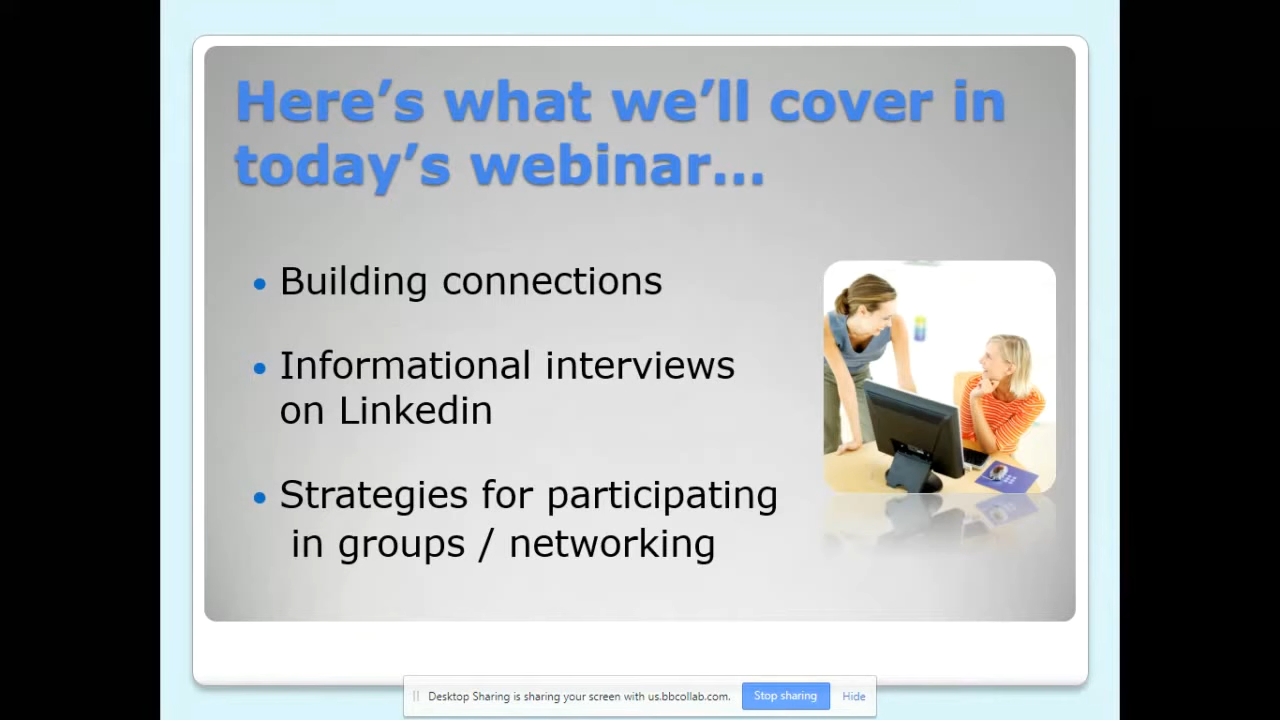 Here’s what we’ll cover in
today’s webinar…
• Building connections
• Informational interviews
on Linkedin
• Strategies for participating
in groups / networking
Desktop Sharing is sharing your screen with us.bbcollab.com. Stop sharing Hide